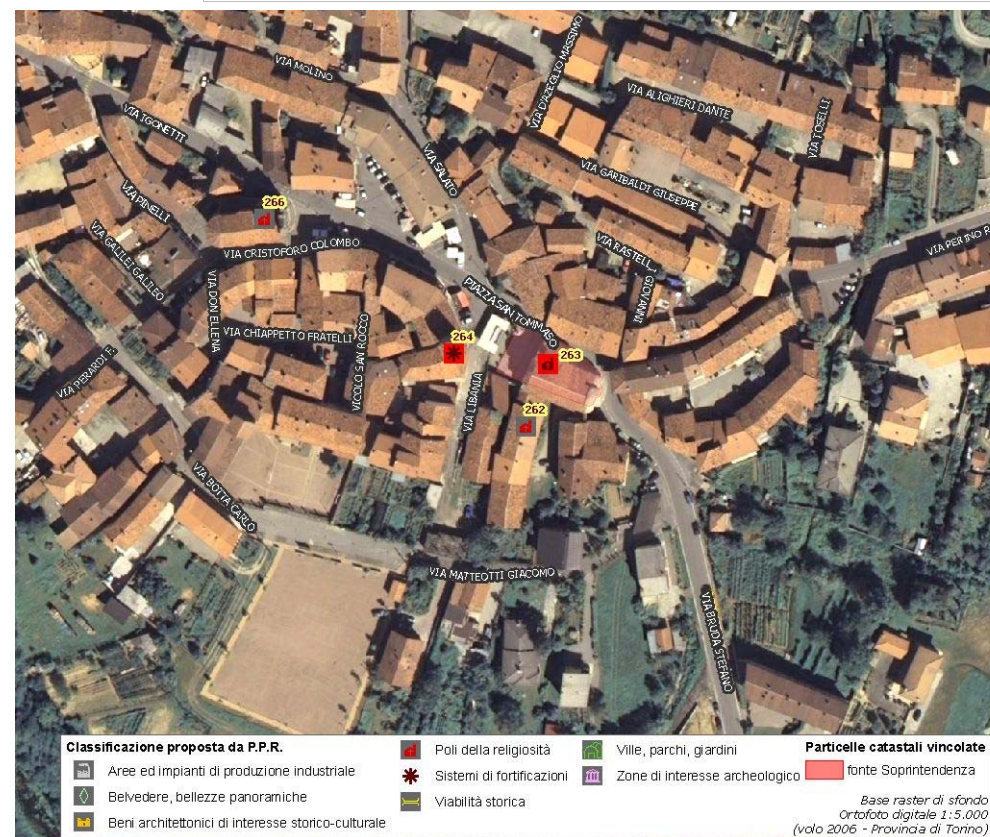 VIA MOLINO
VIA IGONETTI
VIA D'AZEGLIO MASSIMO
VIA ALIGHIERI DANTE
VIA TOSELLI
VIA SALATO
VIA GARIBALDI GIUSEPPE
VIA PINELLI
266
VIA GALILEI GALILEO
VIA CRISTOFORO COLOMBO
VIA RASTELL
GIOVANNI
VIA PERINO R
VIA DON ELLENA
PIAZZA SAN TOMMASO
VIA CHIAPPETTO FRATELLI
VICOLO SAN ROCCO
264
263
VIA PERARDI F.
VIA LIBANIA
262
VIA BOTTA CARLO
VIA MATTEOTTI GIACOMO
VIA BRUDA STEFANO
Classificazione proposta da P.P.R.
Aree ed impianti di produzione industriale
Belvedere, bellezze panoramiche
Beni architettonici di interesse storico-culturale
Poli della religiosità
Sistemi di fortificazioni
Viabilità storica
Ville, parchi, giardini
Zone di interesse archeologico
Particelle catastali vincolate
fonte Soprintendenza
Base raster di sfondo
Ortofoto digitale 1:5.000
(volo 2006 - Provincia di Torino)